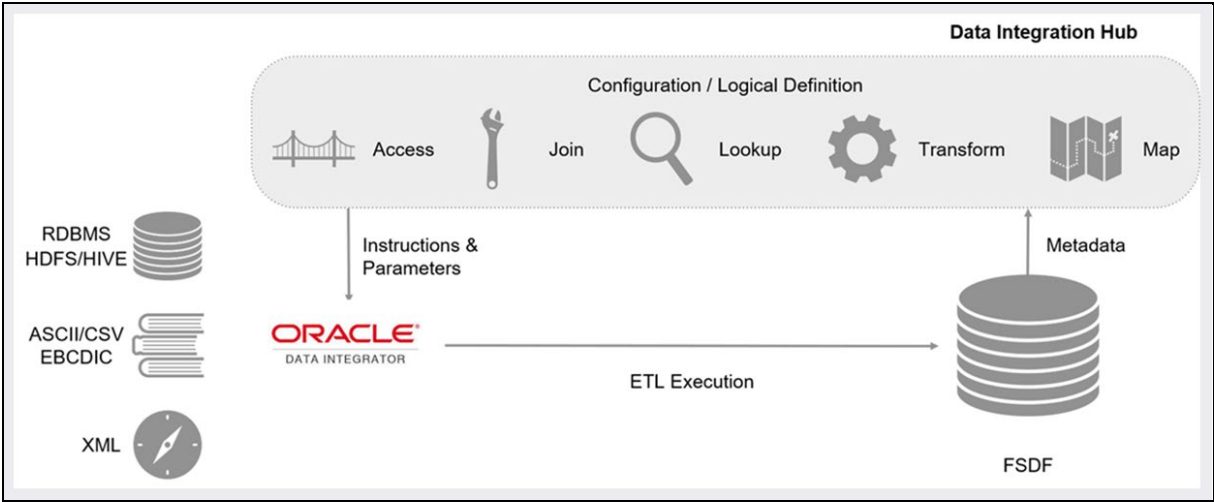 Data Integration Hub
Configuration / Logical Definition
Access
Join
Lookup
Transform
Map
RDBMS
HDFS/HIVE
Instructions &
Parameters
Metadata
ASCII/CSV
EBCDIC
ORACLE®
DATA INTEGRATOR
ETL Execution
XML
FSDF